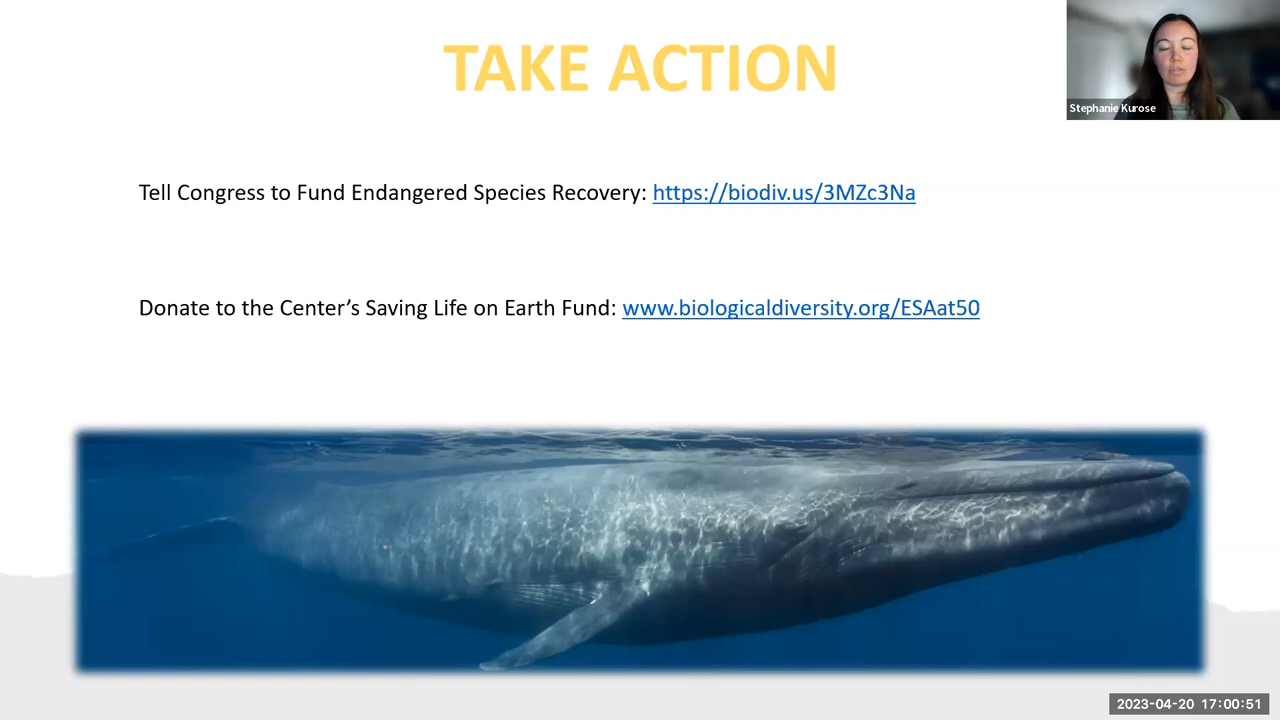 TAKE ACTION
Stephanie Kurose
Tell Congress to Fund Endangered Species Recovery: https://biodiv.us/3MZc3Na
Donate to the Center’s Saving Life on Earth Fund: www.biologicaldiversity.org/ESAat50
2023-04-20 17:00:51